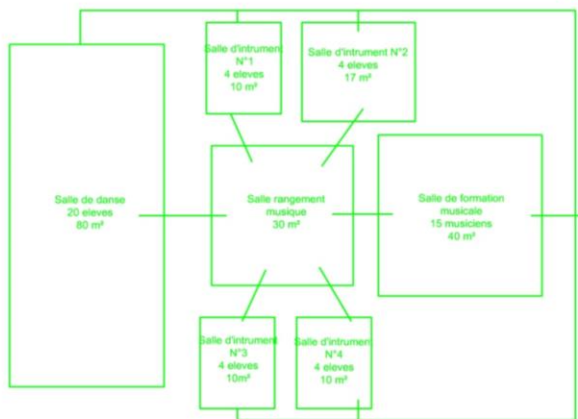 Salle d'intrument
N°1
4 eleves
10 m²
Salle d'intrument N°2
4 eleves
17 m²
Salle de danse
20 eleves
80 m²
Salle rangement
musique
30 m²
Salle de formation
musicale
15 musiciens
40 m²
Salle d'intrument
N°3
4 eleves
10m²
Salle d'intrument
N°4
4 eleves
10 m²